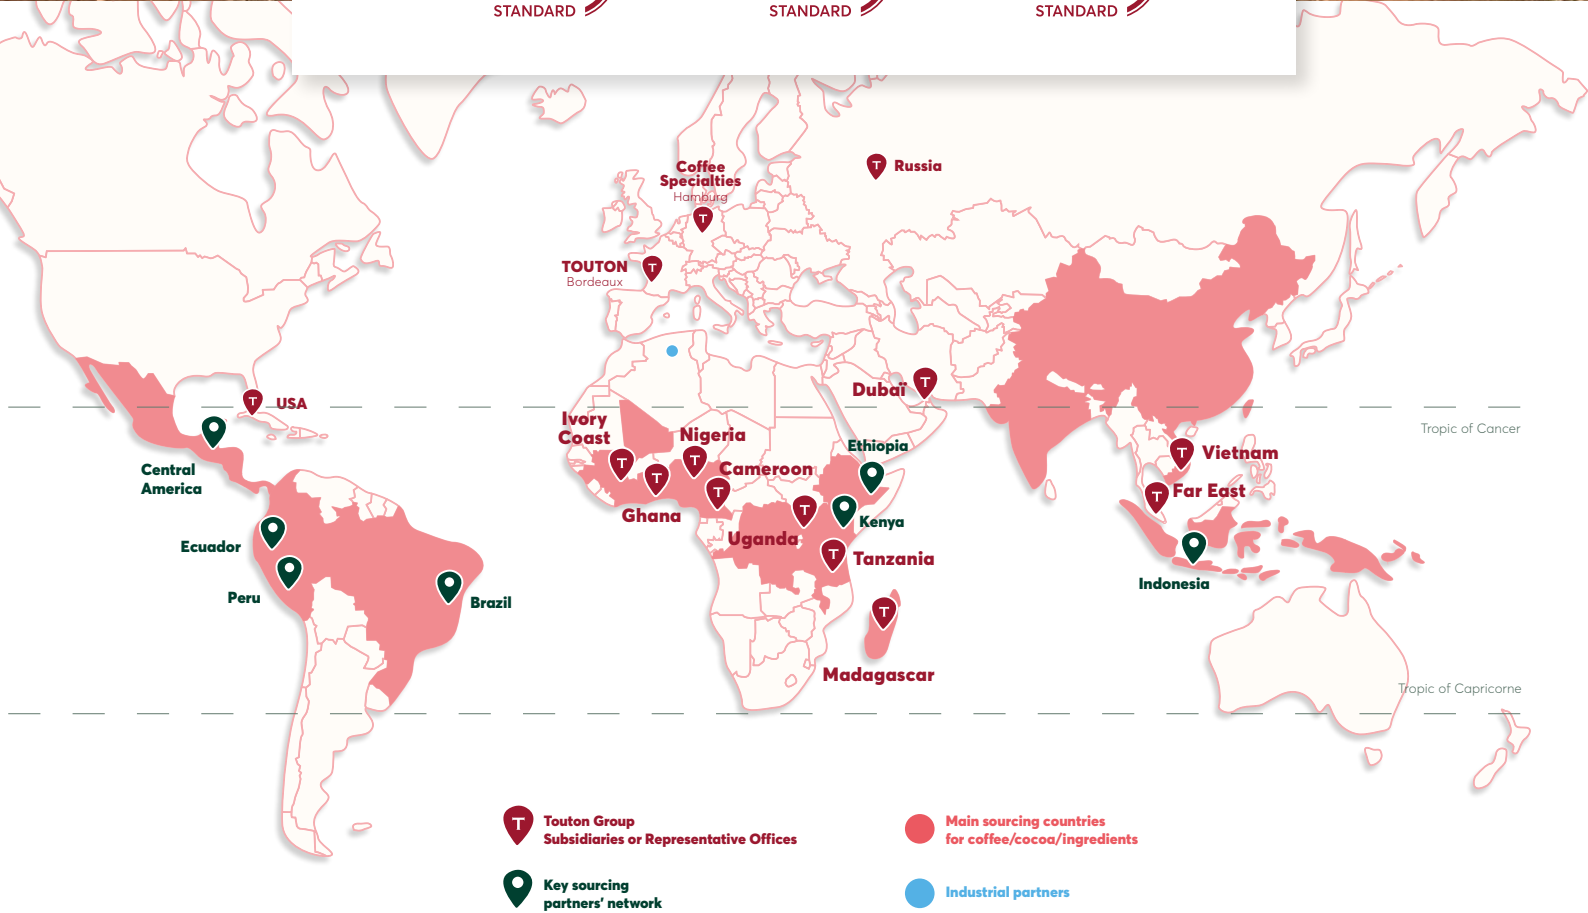 STANDARD
STANDARD
STANDARD
Russia
Coffee
Specialties
Hamburg
TOUTON
Bordeaux
Dubaï
USA
Tropic of Cancer
Ivory
Coast
Nigeria
Ethiopia
Vietnam
Central
America
Cameroon
Far East
Ghana
Kenya
Ecuador
Uganda
Tanzania
Indonesia
Peru
Brazil
Madagascar
Tropic of Capricorne
Touton Group
Subsidiaries or Representative Offices
Main sourcing countries
for coffee/cocoa/ingredients
Key sourcing
partners' network
Industrial partners